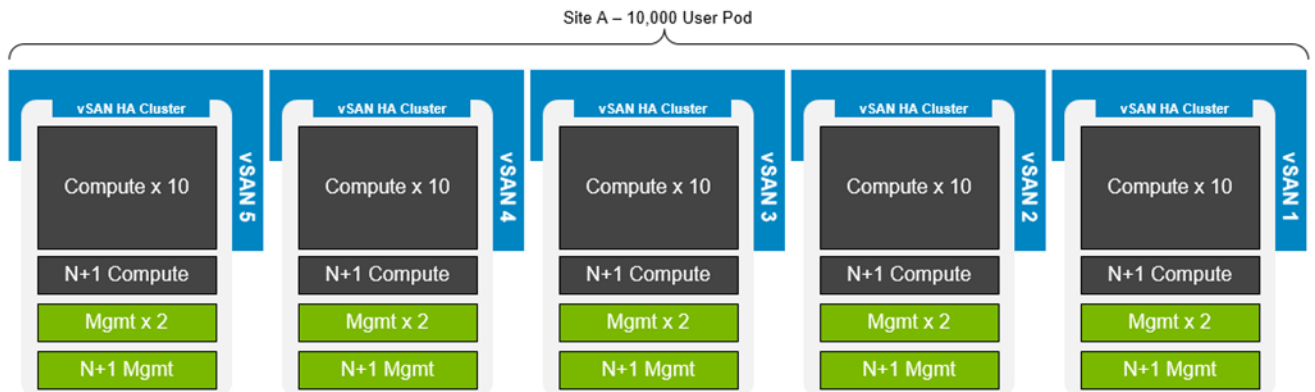 Site A – 10,000 User Pod
vSAN HA Cluster
Compute x 10
N+1 Compute
Mgmt x 2
N+1 Mgmt
vSAN 5
vSAN HA Cluster
Compute x 10
N+1 Compute
Mgmt x 2
N+1 Mgmt
vSAN 4
vSAN HA Cluster
Compute x 10
N+1 Compute
Mgmt x 2
N+1 Mgmt
vSAN 3
vSAN HA Cluster
Compute x 10
N+1 Compute
Mgmt x 2
N+1 Mgmt
vSAN 2
vSAN HA Cluster
Compute x 10
N+1 Compute
Mgmt x 2
N+1 Mgmt
vSAN 1